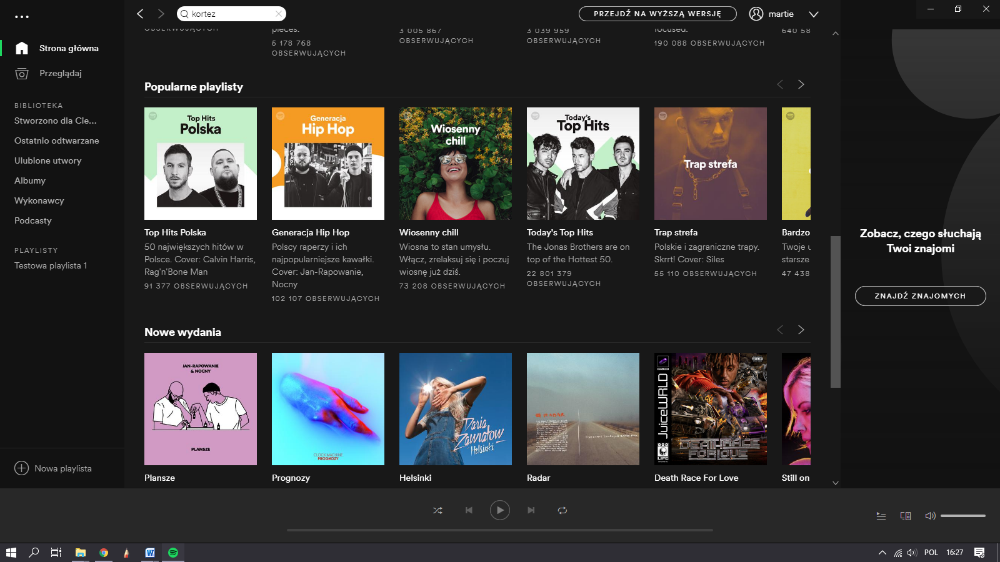 kortez
PRZEJDŹ NA WYŻSZĄ WERSJĘ
martie
Strona główna
Przeglądaj
BIBLIOTEKA
Stworzono dla Cie...
Ostatnio odtwarzane
Ulubione utwory
Albumy
Wykonawcy
Podcasty
PLAYLISTY
Testowa playlista 1
Nowa playlista
OBSERWUJĄCYCH
pieces.
5 178 768
OBSERWUJĄCYCH
3 005 867
OBSERWUJĄCYCH
3 039 959
OBSERWUJĄCYCH
focused.
190 088 OBSERWUJĄCYCH
640 58
Popularne playlisty
Top Hits
Polska
Generacja
Hip Hop
Wiosenny
chill
Today's
Top Hits
Trap strefa
Top Hits Polska
50 największych hitów w
Polsce. Cover: Calvin Harris,
Rag'n'Bone Man
91 377 OBSERWUJĄCYCH
Generacja Hip Hop
Polscy raperzy i ich
najpopularniejsze kawałki.
Cover: Jan-Rapowanie,
Nocny
102 107 OBSERWUJĄCYCH
Wiosenny chill
Wiosna to stan umysłu.
Włącz, zrelaksuj się i poczuj
wiosnę już dziś.
73 208 OBSERWUJĄCYCH
Today's Top Hits
The Jonas Brothers are on
top of the Hottest 50.
22 801 379
OBSERWUJĄCYCH
Trap strefa
Polskie i zagraniczne trapy.
Skrrt! Cover: Siles
55 110 OBSERWUJĄCYCH
Bardzo
Twoje u
starsze
47 438
Nowe wydania
JAN-RAPOWANIE
& NOCNY
PLANSZE
CLOCK MACHINE
PROGNOZY
Daria
Zawiałow
Helsinki
JuiceWRLD
999
LIFE
DEATH RACE
FOR LOVE
Plansze
Prognozy
Helsinki
Radar
Death Race For Love
Still on
Zobacz, czego słuchają
Twoi znajomi
ZNAJDŹ ZNAJOMYCH
POL
16:27